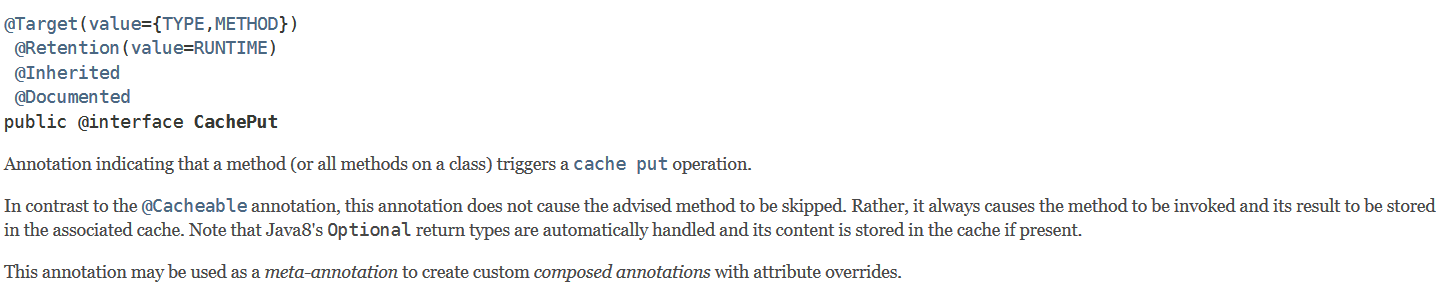 @Target(value={TYPE,METHOD})
@Retention(value=RUNTIME)
@Inherited
@Documented
public @interface CachePut
Annotation indicating that a method (or all methods on a class) triggers a cache put operation.
In contrast to the @Cacheable annotation, this annotation does not cause the advised method to be skipped. Rather, it always causes the method to be invoked and its result to be stored
in the associated cache. Note that Java8's Optional return types are automatically handled and its content is stored in the cache if present.
This annotation may be used as a meta-annotation to create custom composed annotations with attribute overrides.